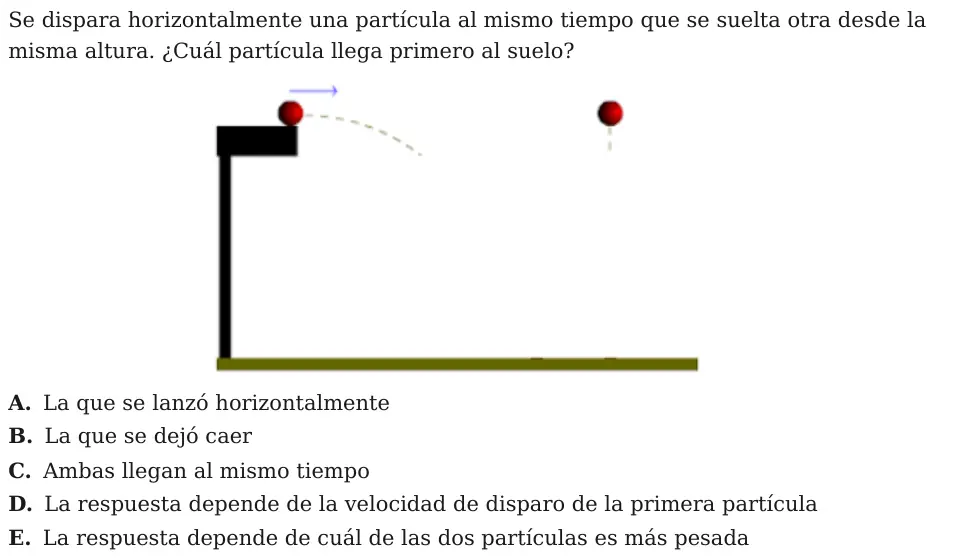 Se dispara horizontalmente una partícula al mismo tiempo que se suelta otra desde la
misma altura. ¿Cuál partícula llega primero al suelo?
A. La que se lanzó horizontalmente
B. La que se dejó caer
C. Ambas llegan al mismo tiempo
D. La respuesta depende de la velocidad de disparo de la primera partícula
E. La respuesta depende de cuál de las dos partículas es más pesada